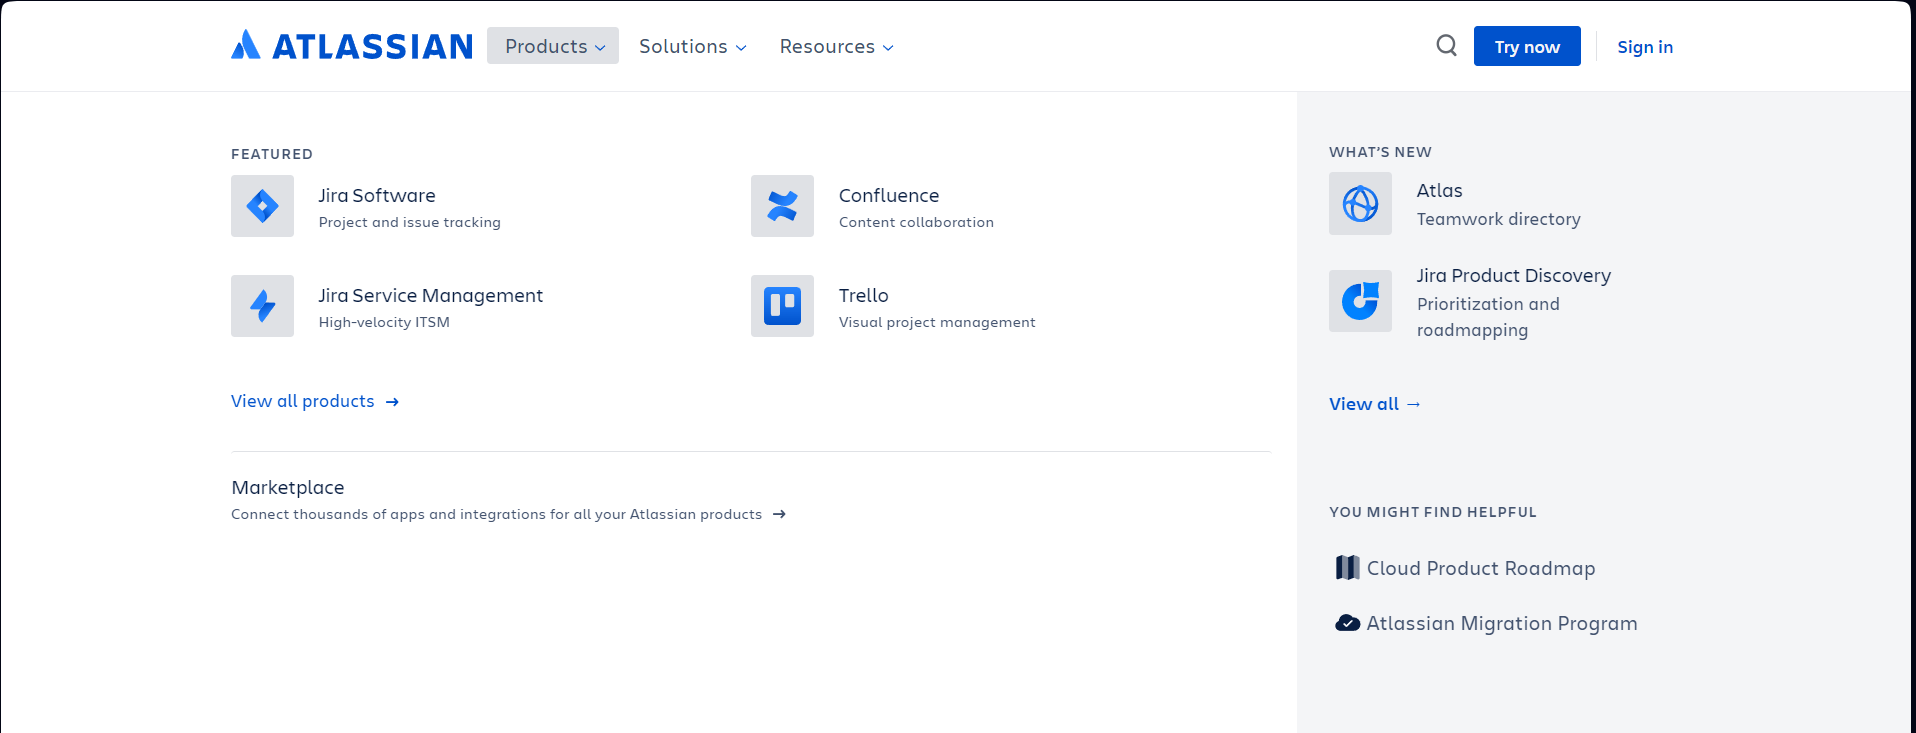 ATLASSIAN
Products
Solutions
Resources
Try now
Sign in
FEATURED
Jira Software
Project and issue tracking
Confluence
Content collaboration
Jira Service Management
High-velocity ITSM
Trello
Visual project management
View all products →
Marketplace
Connect thousands of apps and integrations for all your Atlassian products →
WHAT'S NEW
Atlas
Teamwork directory
Jira Product Discovery
Prioritization and
roadmapping
View all →
YOU MIGHT FIND HELPFUL
Cloud Product Roadmap
Atlassian Migration Program